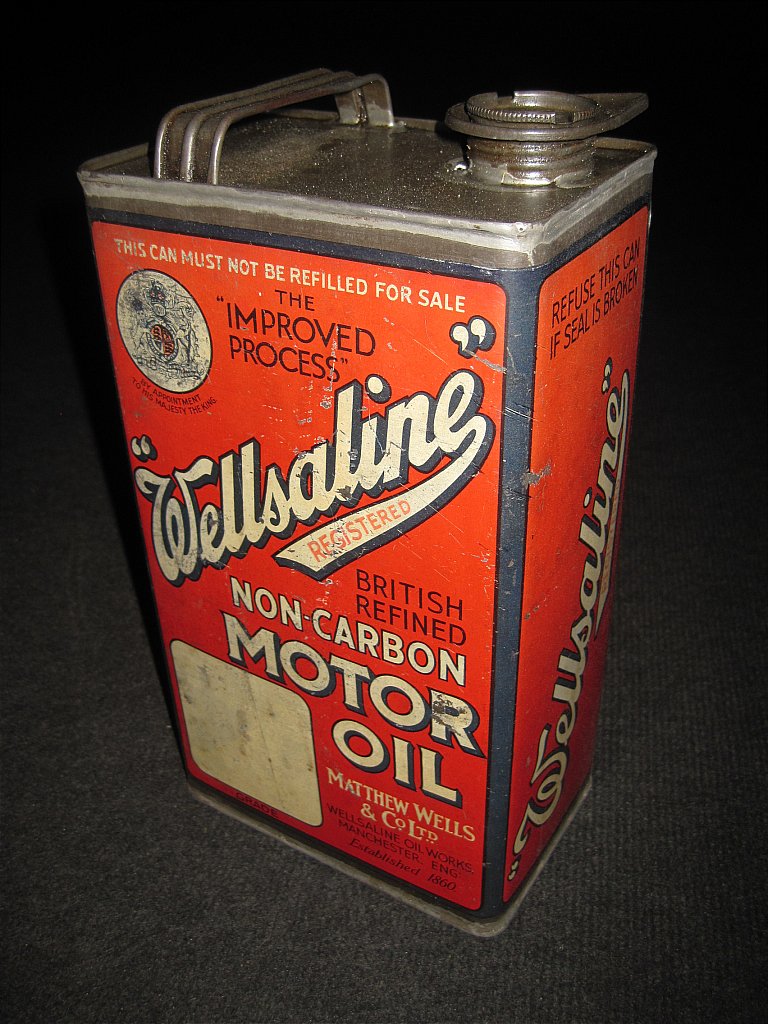 THIS CAN MUST NOT BE REFILLED FOR SALE
THE
"IMPROVED
PROCESS"
BY APPOINTMENT
TO HIS MAJESTY THE KING.
"Wellsaline"
REGISTERED
BRITISH
REFINED
NON-CARBON
MOTOR
OIL
GRADE
MATTHEW WELLS
& CO LTD
WELLSALINE OIL WORKS,
MANCHESTER, ENG:
Established 1860.
REFUSE THIS CAN
IF SEAL IS BROKEN
"Wellsaline"